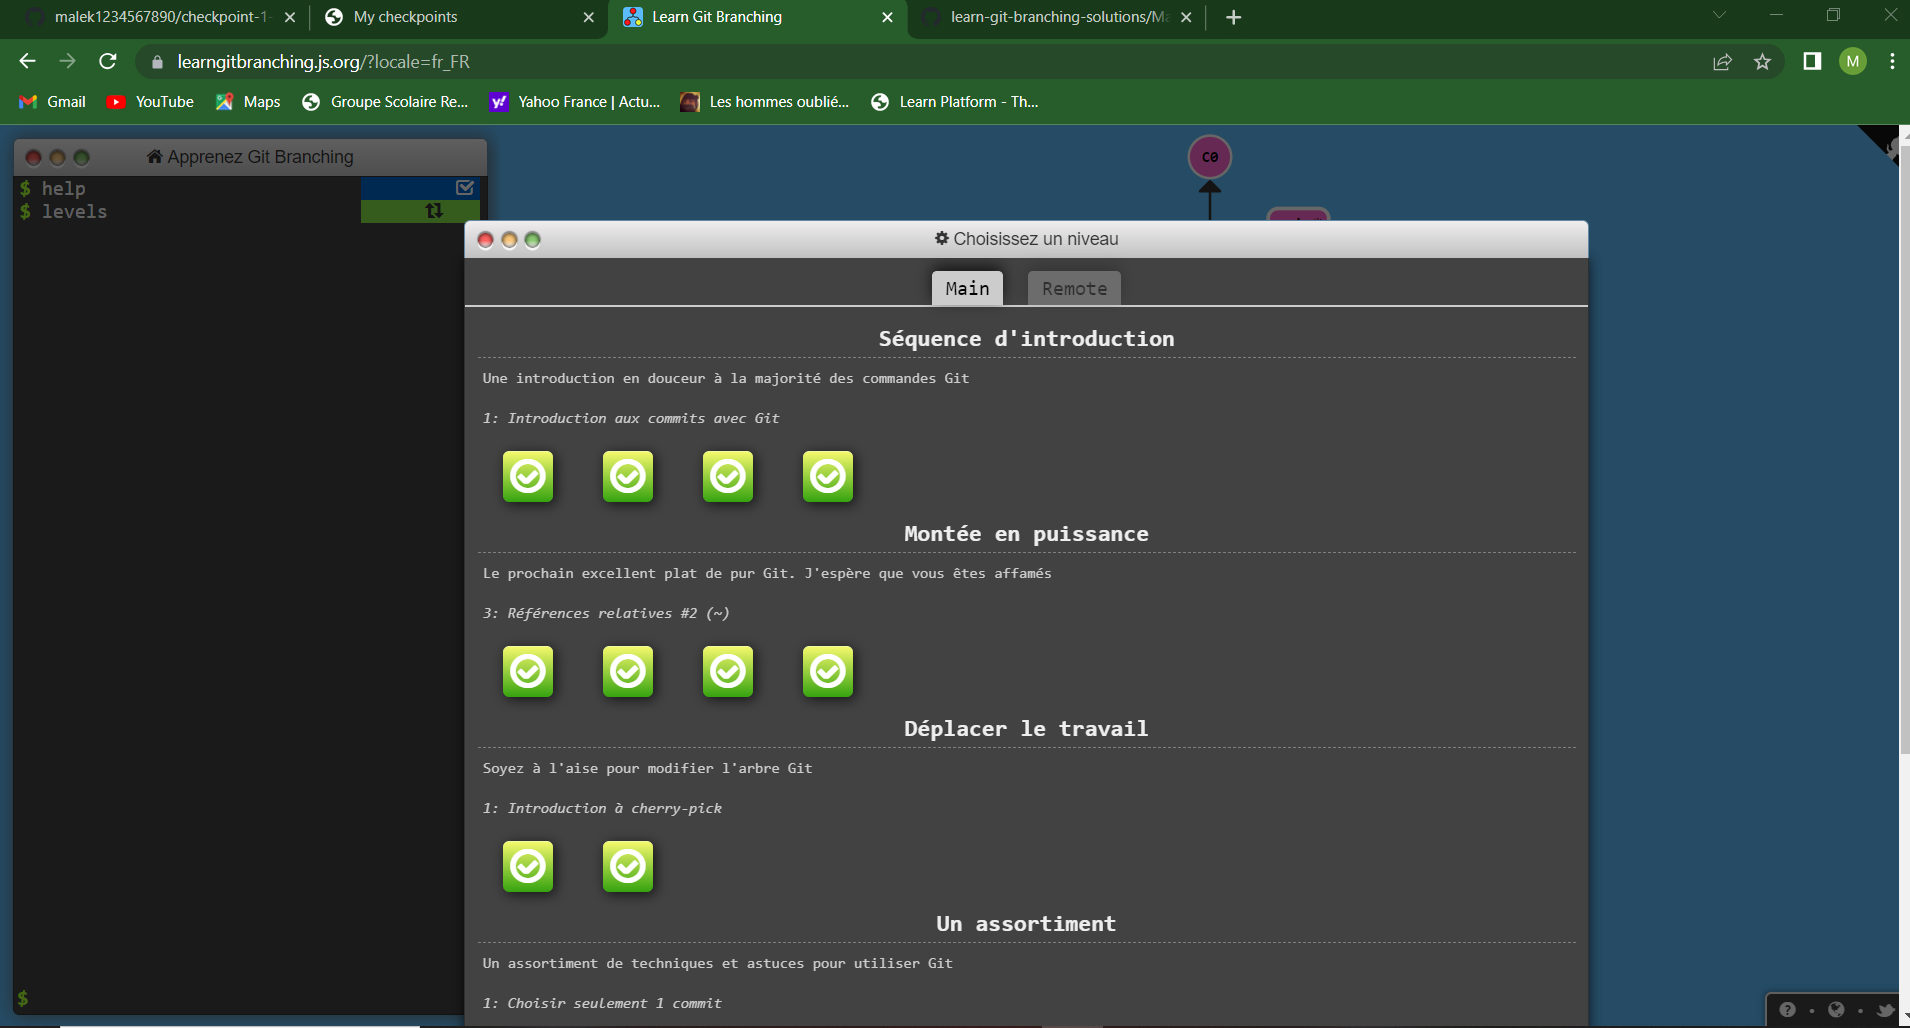 malek1234567890/checkpoint-1-
My checkpoints
Learn Git Branching
learn-git-branching-solutions/Ma
learngitbranching.js.org/?locale=fr_FR
M
Gmail
YouTube
Maps
Groupe Scolaire Re...
Yahoo France | Actu...
Les hommes oublié...
Learn Platform - Th...
Apprenez Git Branching
$ help
$ levels
C0
Choisissez un niveau
Main
Remote
Séquence d'introduction
Une introduction en douceur à la majorité des commandes Git
1: Introduction aux commits avec Git
Montée en puissance
Le prochain excellent plat de pur Git. J'espère que vous êtes affamés
3: Références relatives #2 (~)
Déplacer le travail
Soyez à l'aise pour modifier l'arbre Git
1: Introduction à cherry-pick
Un assortiment
Un assortiment de techniques et astuces pour utiliser Git
1: Choisir seulement 1 commit
$